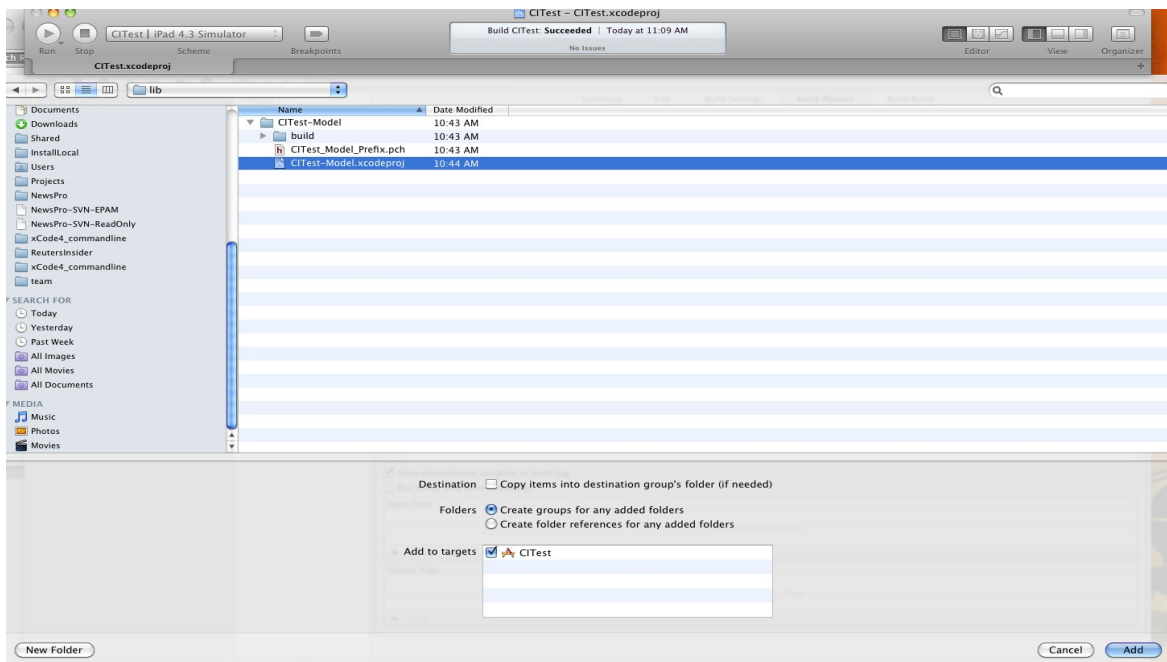 CITest – CITest.xcodeproj
CITest | iPad 4.3 Simulator
Build CITest: Succeeded | Today at 11:09 AM
No Issues
Run Stop Scheme Breakpoints Editor View Organizer
CITest.xcodeproj
lib
Name Date Modified
Documents
Downloads
Shared
InstallLocal
Users
Projects
NewsPro
NewsPro-SVN-EPAM
NewsPro-SVN-ReadOnly
xCode4_commandline
ReutersInsider
xCode4_commandline
team
SEARCH FOR
Today
Yesterday
Past Week
All Images
All Movies
All Documents
MEDIA
Music
Photos
Movies
CITest-Model 10:43 AM
build 10:43 AM
CITest_Model_Prefix.pch 10:43 AM
CITest-Model.xcodeproj 10:44 AM
Destination Copy items into destination group's folder (if needed)
Folders Create groups for any added folders
Create folder references for any added folders
Add to targets CITest
New Folder Cancel Add